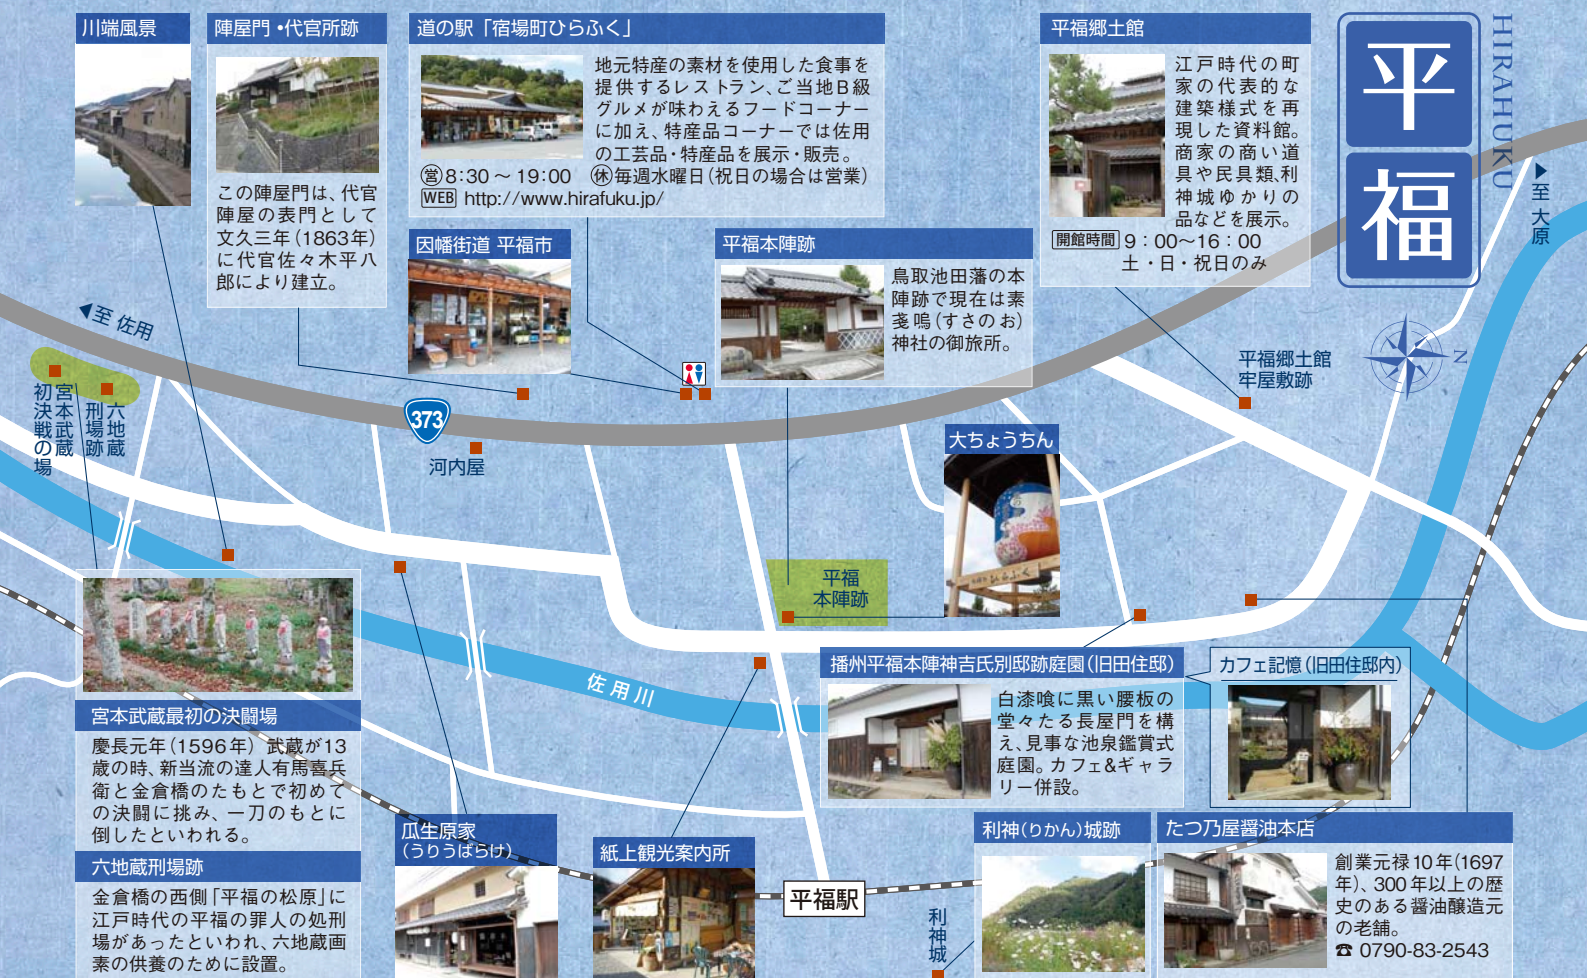 平福
HIRAHUKU
川端風景
陣屋門・代官所跡
この陣屋門は、代官
陣屋の表門として
文久三年(1863年)
に代官佐々木平八
郎により建立。
道の駅「宿場町ひらふく」
地元特産の素材を使用した食事を
提供するレストラン、ご当地B級
グルメが味わえるフードコーナー
に加え、特産品コーナーでは佐用
の工芸品・特産品を展示・販売。
営8:30～19:00 休毎週水曜日(祝日の場合は営業)
WEB http://www.hirafuku.jp/
平福郷土館
江戸時代の町
家の代表的な
建築様式を再
現した資料館。
商家の商い道
具や民具類、利
神城ゆかりの
品などを展示。
開館時間 9:00～16:00
土・日・祝日のみ
因幡街道 平福市
平福本陣跡
鳥取池田藩の本
陣跡で現在は素
戔嗚(すさのお)
神社の御旅所。
▶至 大原
◀至 佐用
N
平福郷土館
牢屋敷跡
宮本武蔵
初決戦の場
六地蔵
刑場跡
373
河内屋
大ちょうちん
平福
本陣跡
佐用川
宮本武蔵最初の決闘場
慶長元年(1596年) 武蔵が13
歳の時、新当流の達人有馬喜兵
衛と金倉橋のたもとで初めて
の決闘に挑み、一刀のもとに
倒したといわれる。
六地蔵刑場跡
金倉橋の西側「平福の松原」に
江戸時代の平福の罪人の処刑
場があったといわれ、六地蔵画
素の供養のために設置。
播州平福本陣神吉氏別邸跡庭園(旧田住邸)
白漆喰に黒い腰板の
堂々たる長屋門を構
え、見事な池泉鑑賞式
庭園。カフェ&ギャラ
リー併設。
カフェ記憶(旧田住邸内)
瓜生原家
(うりうばらけ)
紙上観光案内所
平福駅
利神城
利神(りかん)城跡
たつ乃屋醤油本店
創業元禄10年(1697
年)、300年以上の歴
史のある醤油醸造元
の老舗。
☎ 0790-83-2543